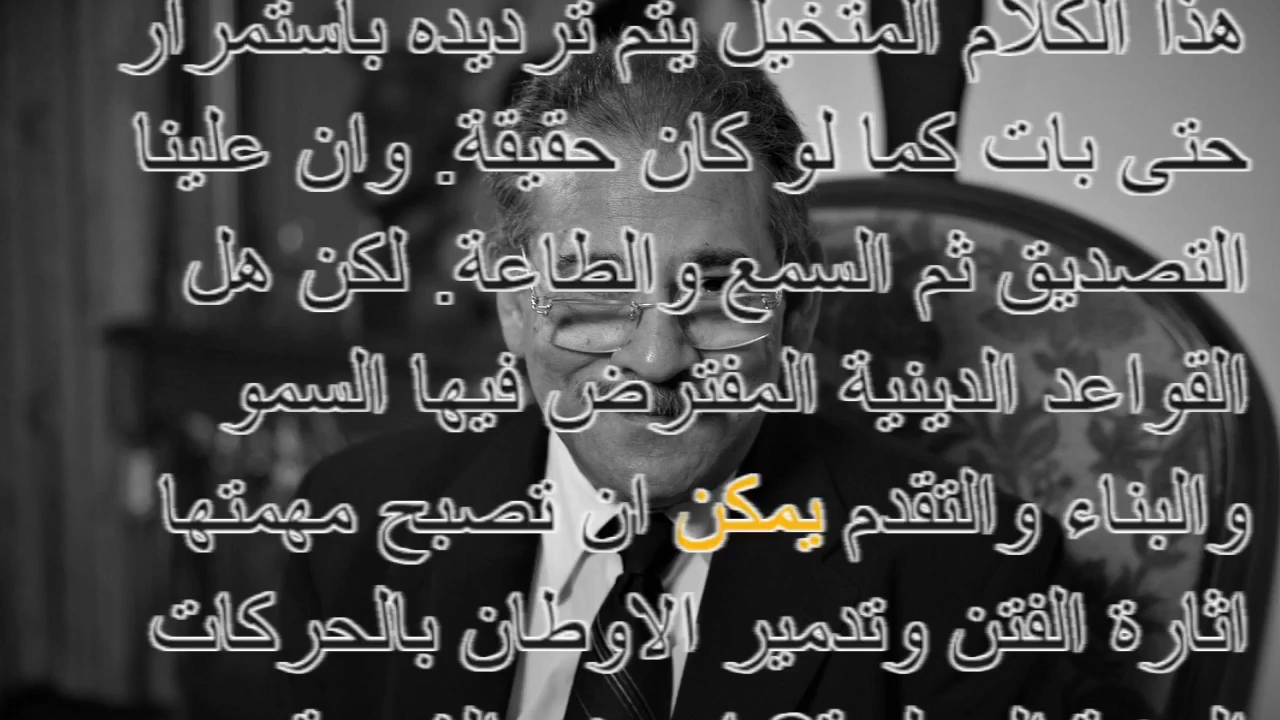 هذا الكلام المتخيل يتم ترديده باستمرار
حتى بات كما لو كان حقيقة. وان علينا
التصديق ثم السمع والطاعة. لكن هل
القواعد الدينية المفترض فيها السمو
والبناء والتقدم يمكن ان تصبح مهمتها
اثارة الفتن وتدمير الاوطان بالحركات